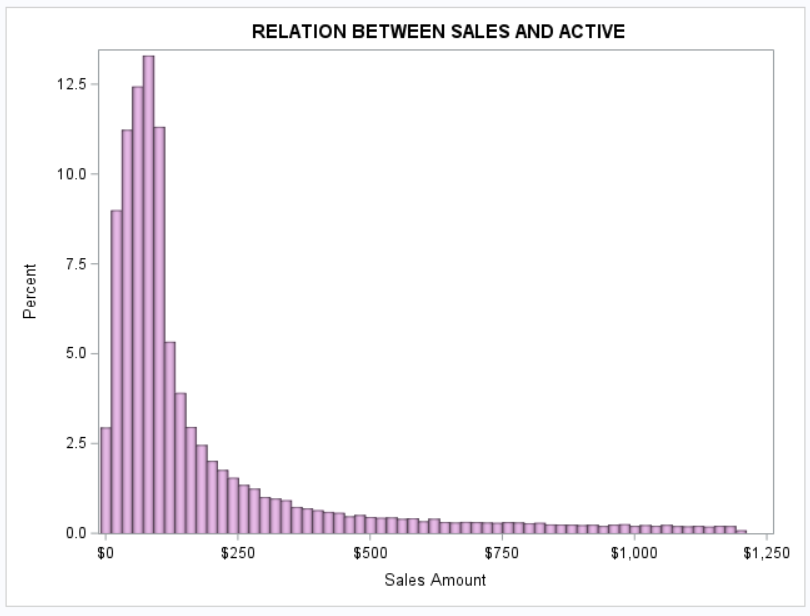 RELATION BETWEEN SALES AND ACTIVE
12.5
10.0
7.5
5.0
2.5
0.0
Percent
$0 $250 $500 $750 $1,000 $1,250
Sales Amount